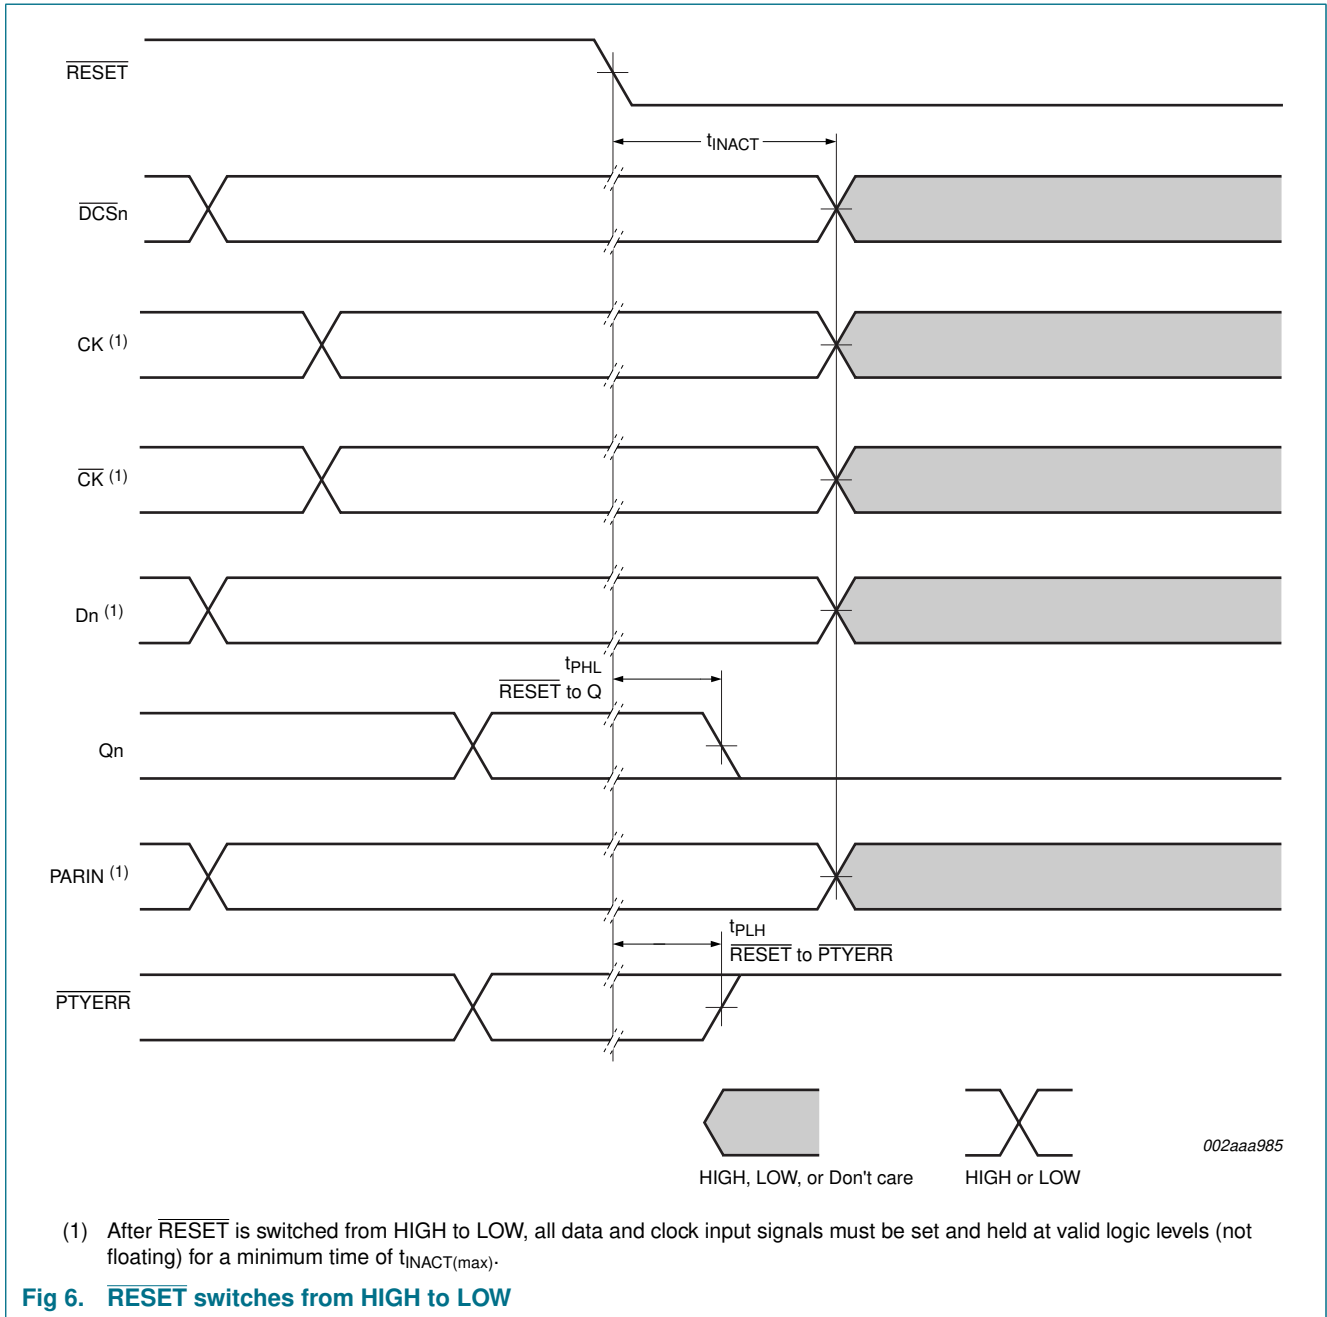 RESET
tINACT
DCSn
CK (1)
CK (1)
Dn (1)
tPHL
RESET to Q
Qn
PARIN (1)
tPLH
RESET to PTYERR
PTYERR
002aaa985
HIGH, LOW, or Don't care
HIGH or LOW
(1) After RESET is switched from HIGH to LOW, all data and clock input signals must be set and held at valid logic levels (not
floating) for a minimum time of tINACT(max).
Fig 6. RESET switches from HIGH to LOW